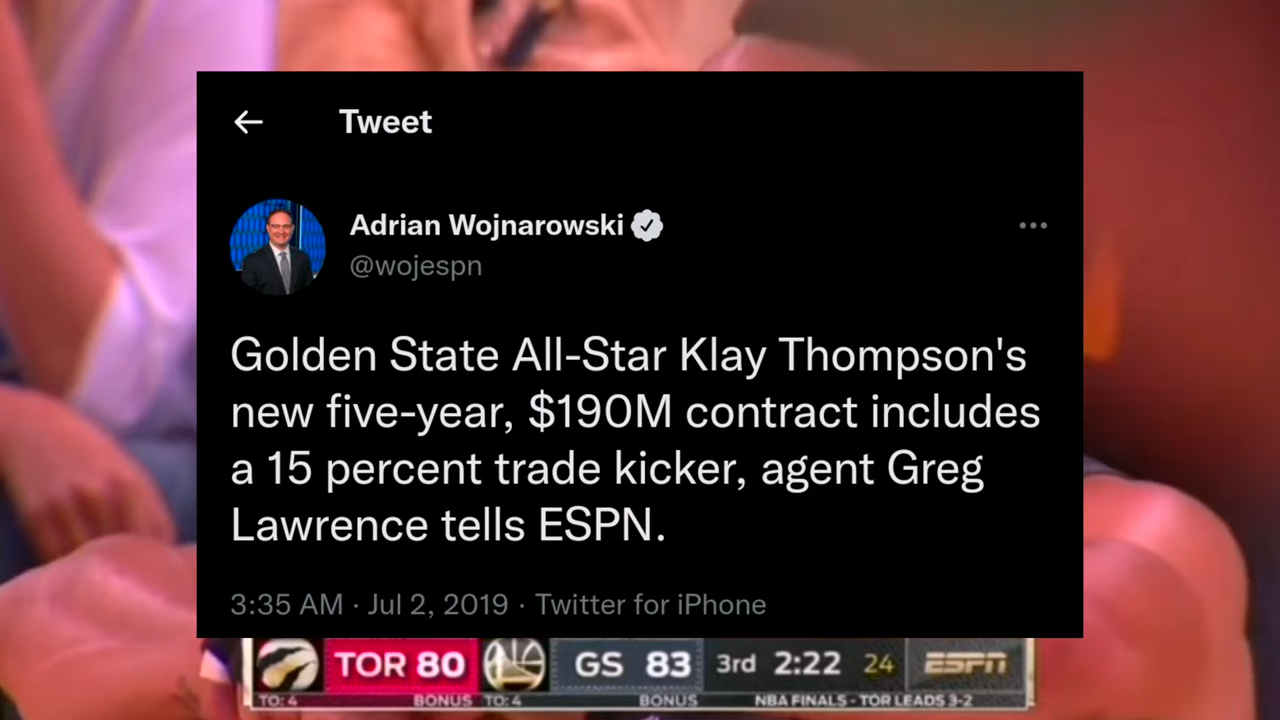 Tweet
Adrian Wojnarowski
@wojespn
Golden State All-Star Klay Thompson's
new five-year, $190M contract includes
a 15 percent trade kicker, agent Greg
Lawrence tells ESPN.
3:35 AM · Jul 2, 2019 · Twitter for iPhone
TOR 80 GS 83 3rd 2:22 24 ESPN
TO: 4 BONUS TO: 4 BONUS NBA FINALS - TOR LEADS 3-2